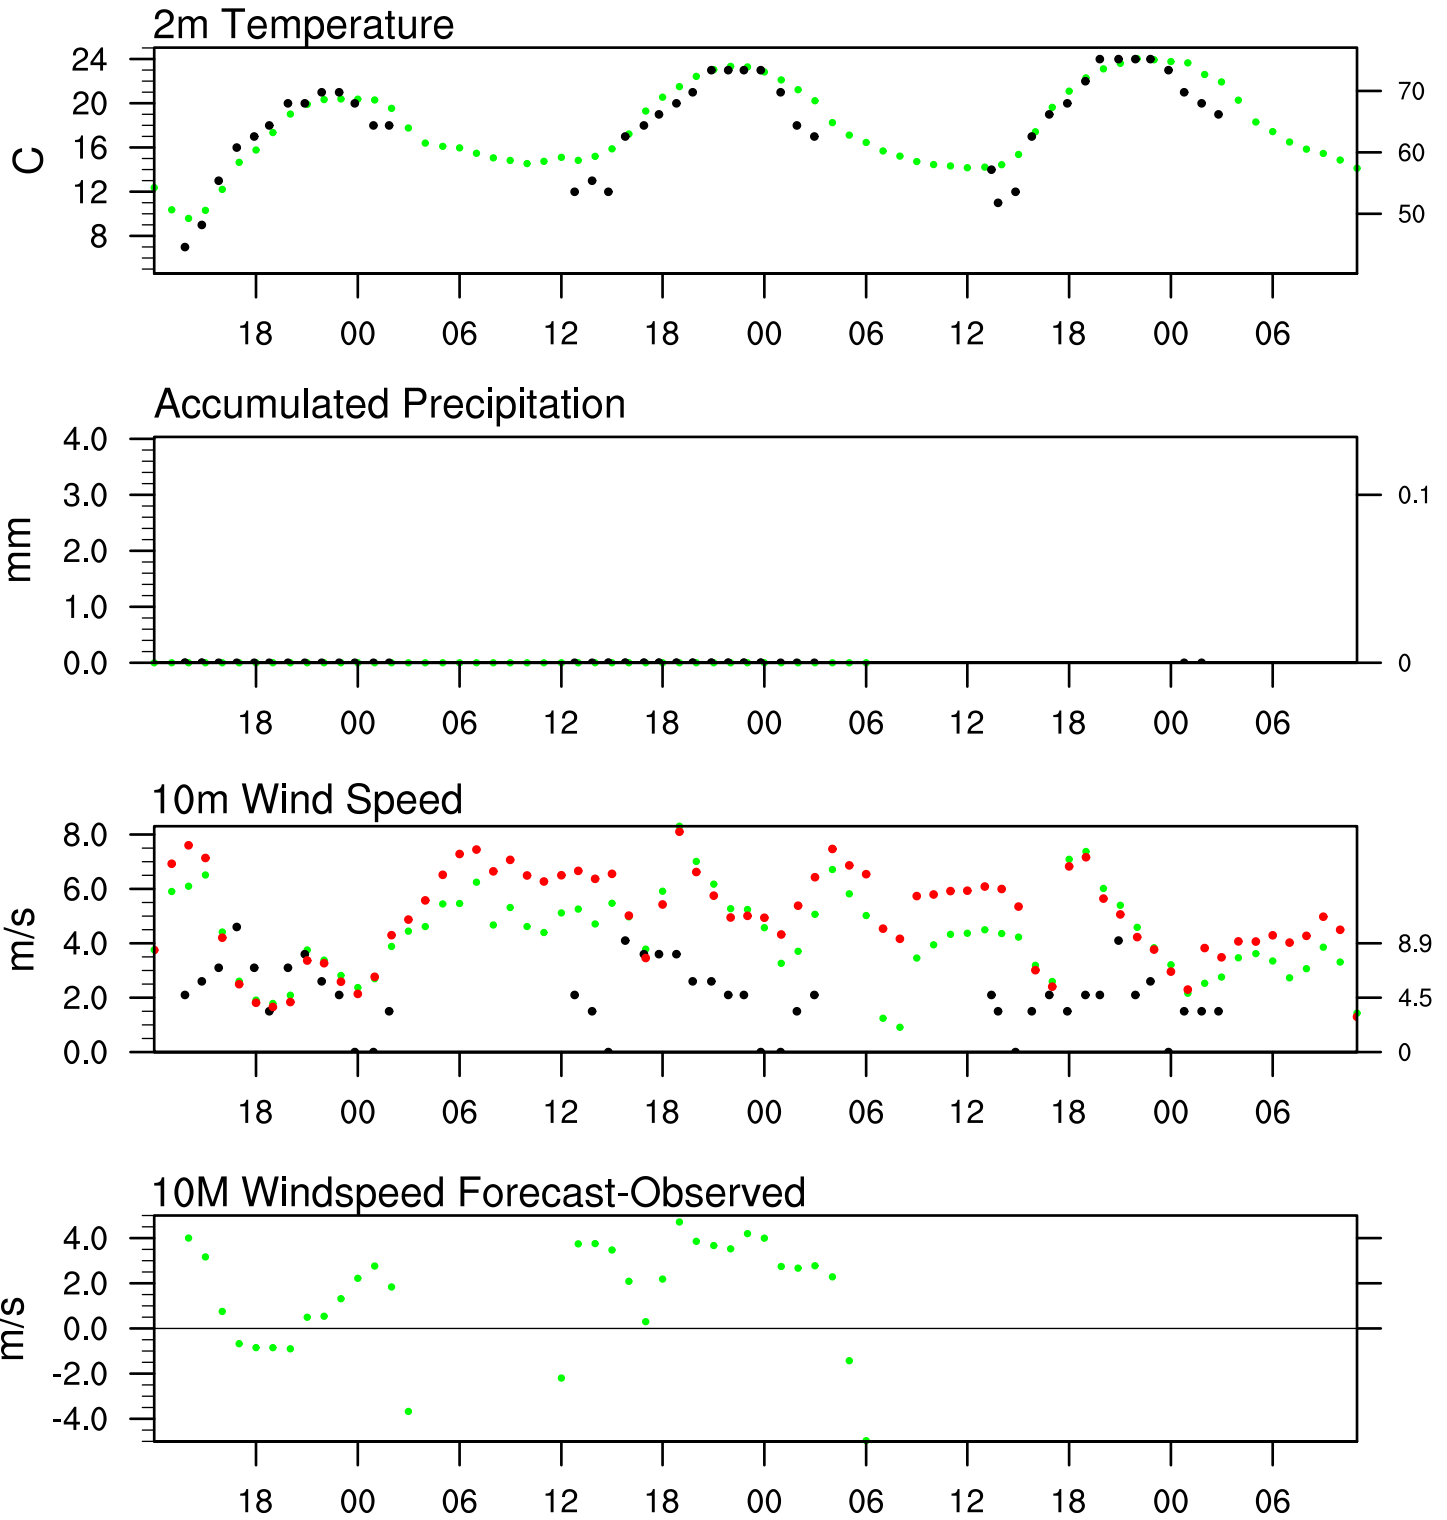 2m Temperature
24
20
16
12
8
C
70
60
50
18 00 06 12 18 00 06 12 18 00 06
Accumulated Precipitation
4.0
3.0
2.0
1.0
0.0
mm
0.1
0
18 00 06 12 18 00 06 12 18 00 06
10m Wind Speed
8.0
6.0
4.0
2.0
0.0
m/s
8.9
4.5
0
18 00 06 12 18 00 06 12 18 00 06
10M Windspeed Forecast-Observed
4.0
2.0
0.0
-2.0
-4.0
m/s
18 00 06 12 18 00 06 12 18 00 06